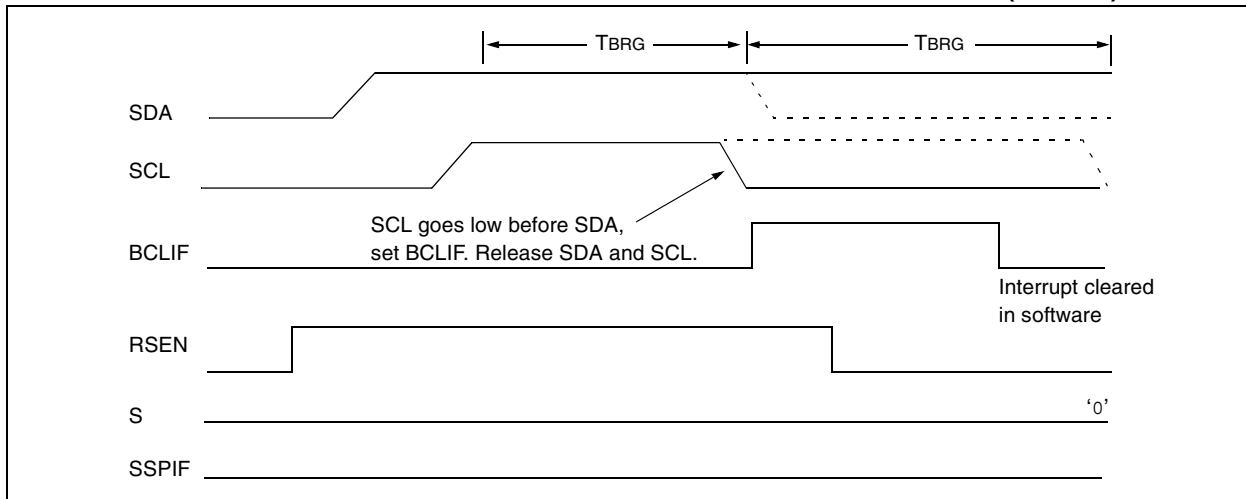 TBRG TBRG
SDA
SCL
SCL goes low before SDA,
set BCLIF. Release SDA and SCL.
BCLIF
Interrupt cleared
in software
RSEN
S '0'
SSPIF